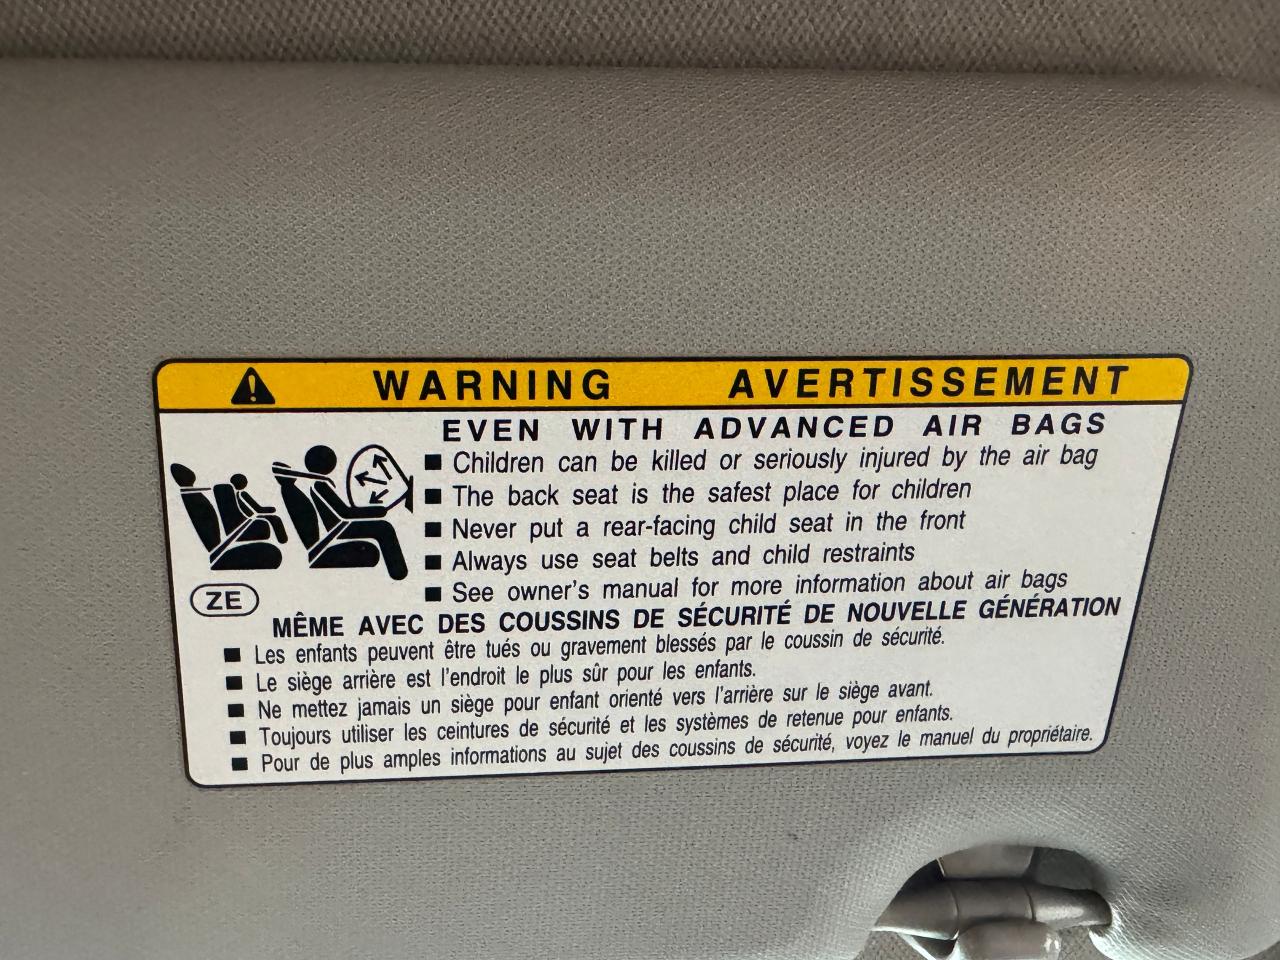 WARNING AVERTISSEMENT
EVEN WITH ADVANCED AIR BAGS
■ Children can be killed or seriously injured by the air bag
■ The back seat is the safest place for children
■ Never put a rear-facing child seat in the front
■ Always use seat belts and child restraints
■ See owner's manual for more information about air bags
ZE
MÊME AVEC DES COUSSINS DE SÉCURITÉ DE NOUVELLE GÉNÉRATION
■ Les enfants peuvent être tués ou gravement blessés par le coussin de sécurité.
■ Le siège arrière est l'endroit le plus sûr pour les enfants.
■ Ne mettez jamais un siège pour enfant orienté vers l'arrière sur le siège avant.
■ Toujours utiliser les ceintures de sécurité et les systèmes de retenue pour enfants.
■ Pour de plus amples informations au sujet des coussins de sécurité, voyez le manuel du propriétaire.